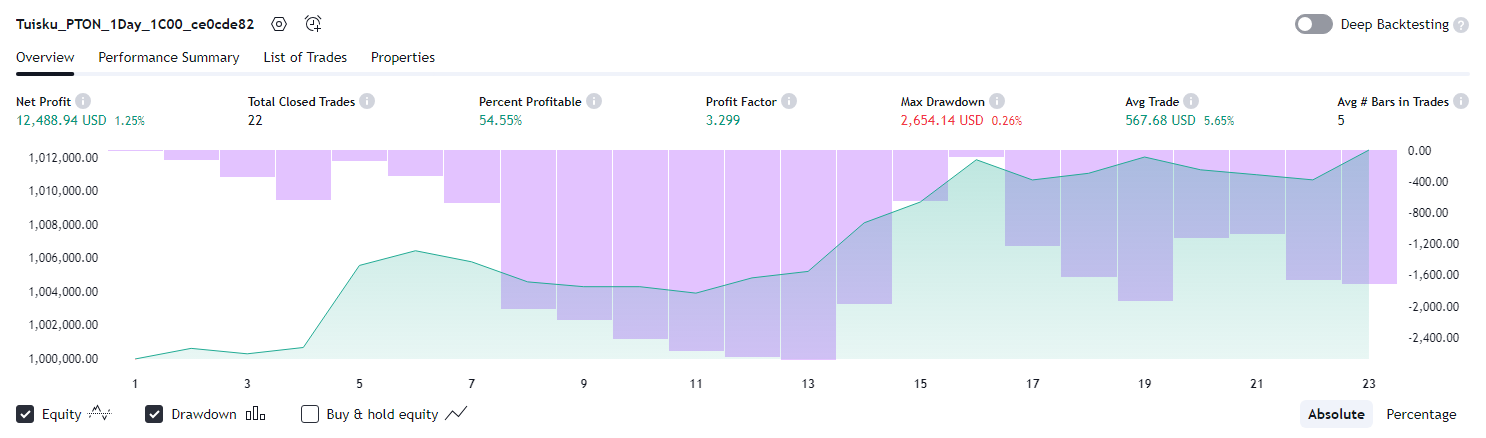 Tuisku_PTON_1Day_1C00_ce0cde82 Deep Backtesting ?
Overview Performance Summary List of Trades Properties
Net Profit i Total Closed Trades i Percent Profitable i Profit Factor i Max Drawdown i Avg Trade i Avg # Bars in Trades i
12,488.94 USD 1.25% 22 54.55% 3.299 2,654.14 USD 0.26% 567.68 USD 5.65% 5
1,012,000.00 0.00
1,010,000.00 -400.00
1,008,000.00 -800.00
1,006,000.00 -1,200.00
1,004,000.00 -1,600.00
1,002,000.00 -2,000.00
1,000,000.00 -2,400.00
1 3 5 7 9 11 13 15 17 19 21 23
Equity Drawdown Buy & hold equity Absolute Percentage